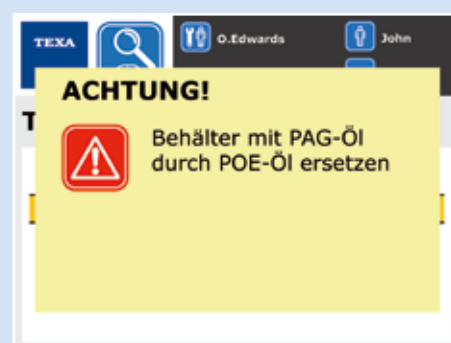 TEXA
O.Edwards
John
ACHTUNG!
T
Behälter mit PAG-Öl
durch POE-Öl ersetzen